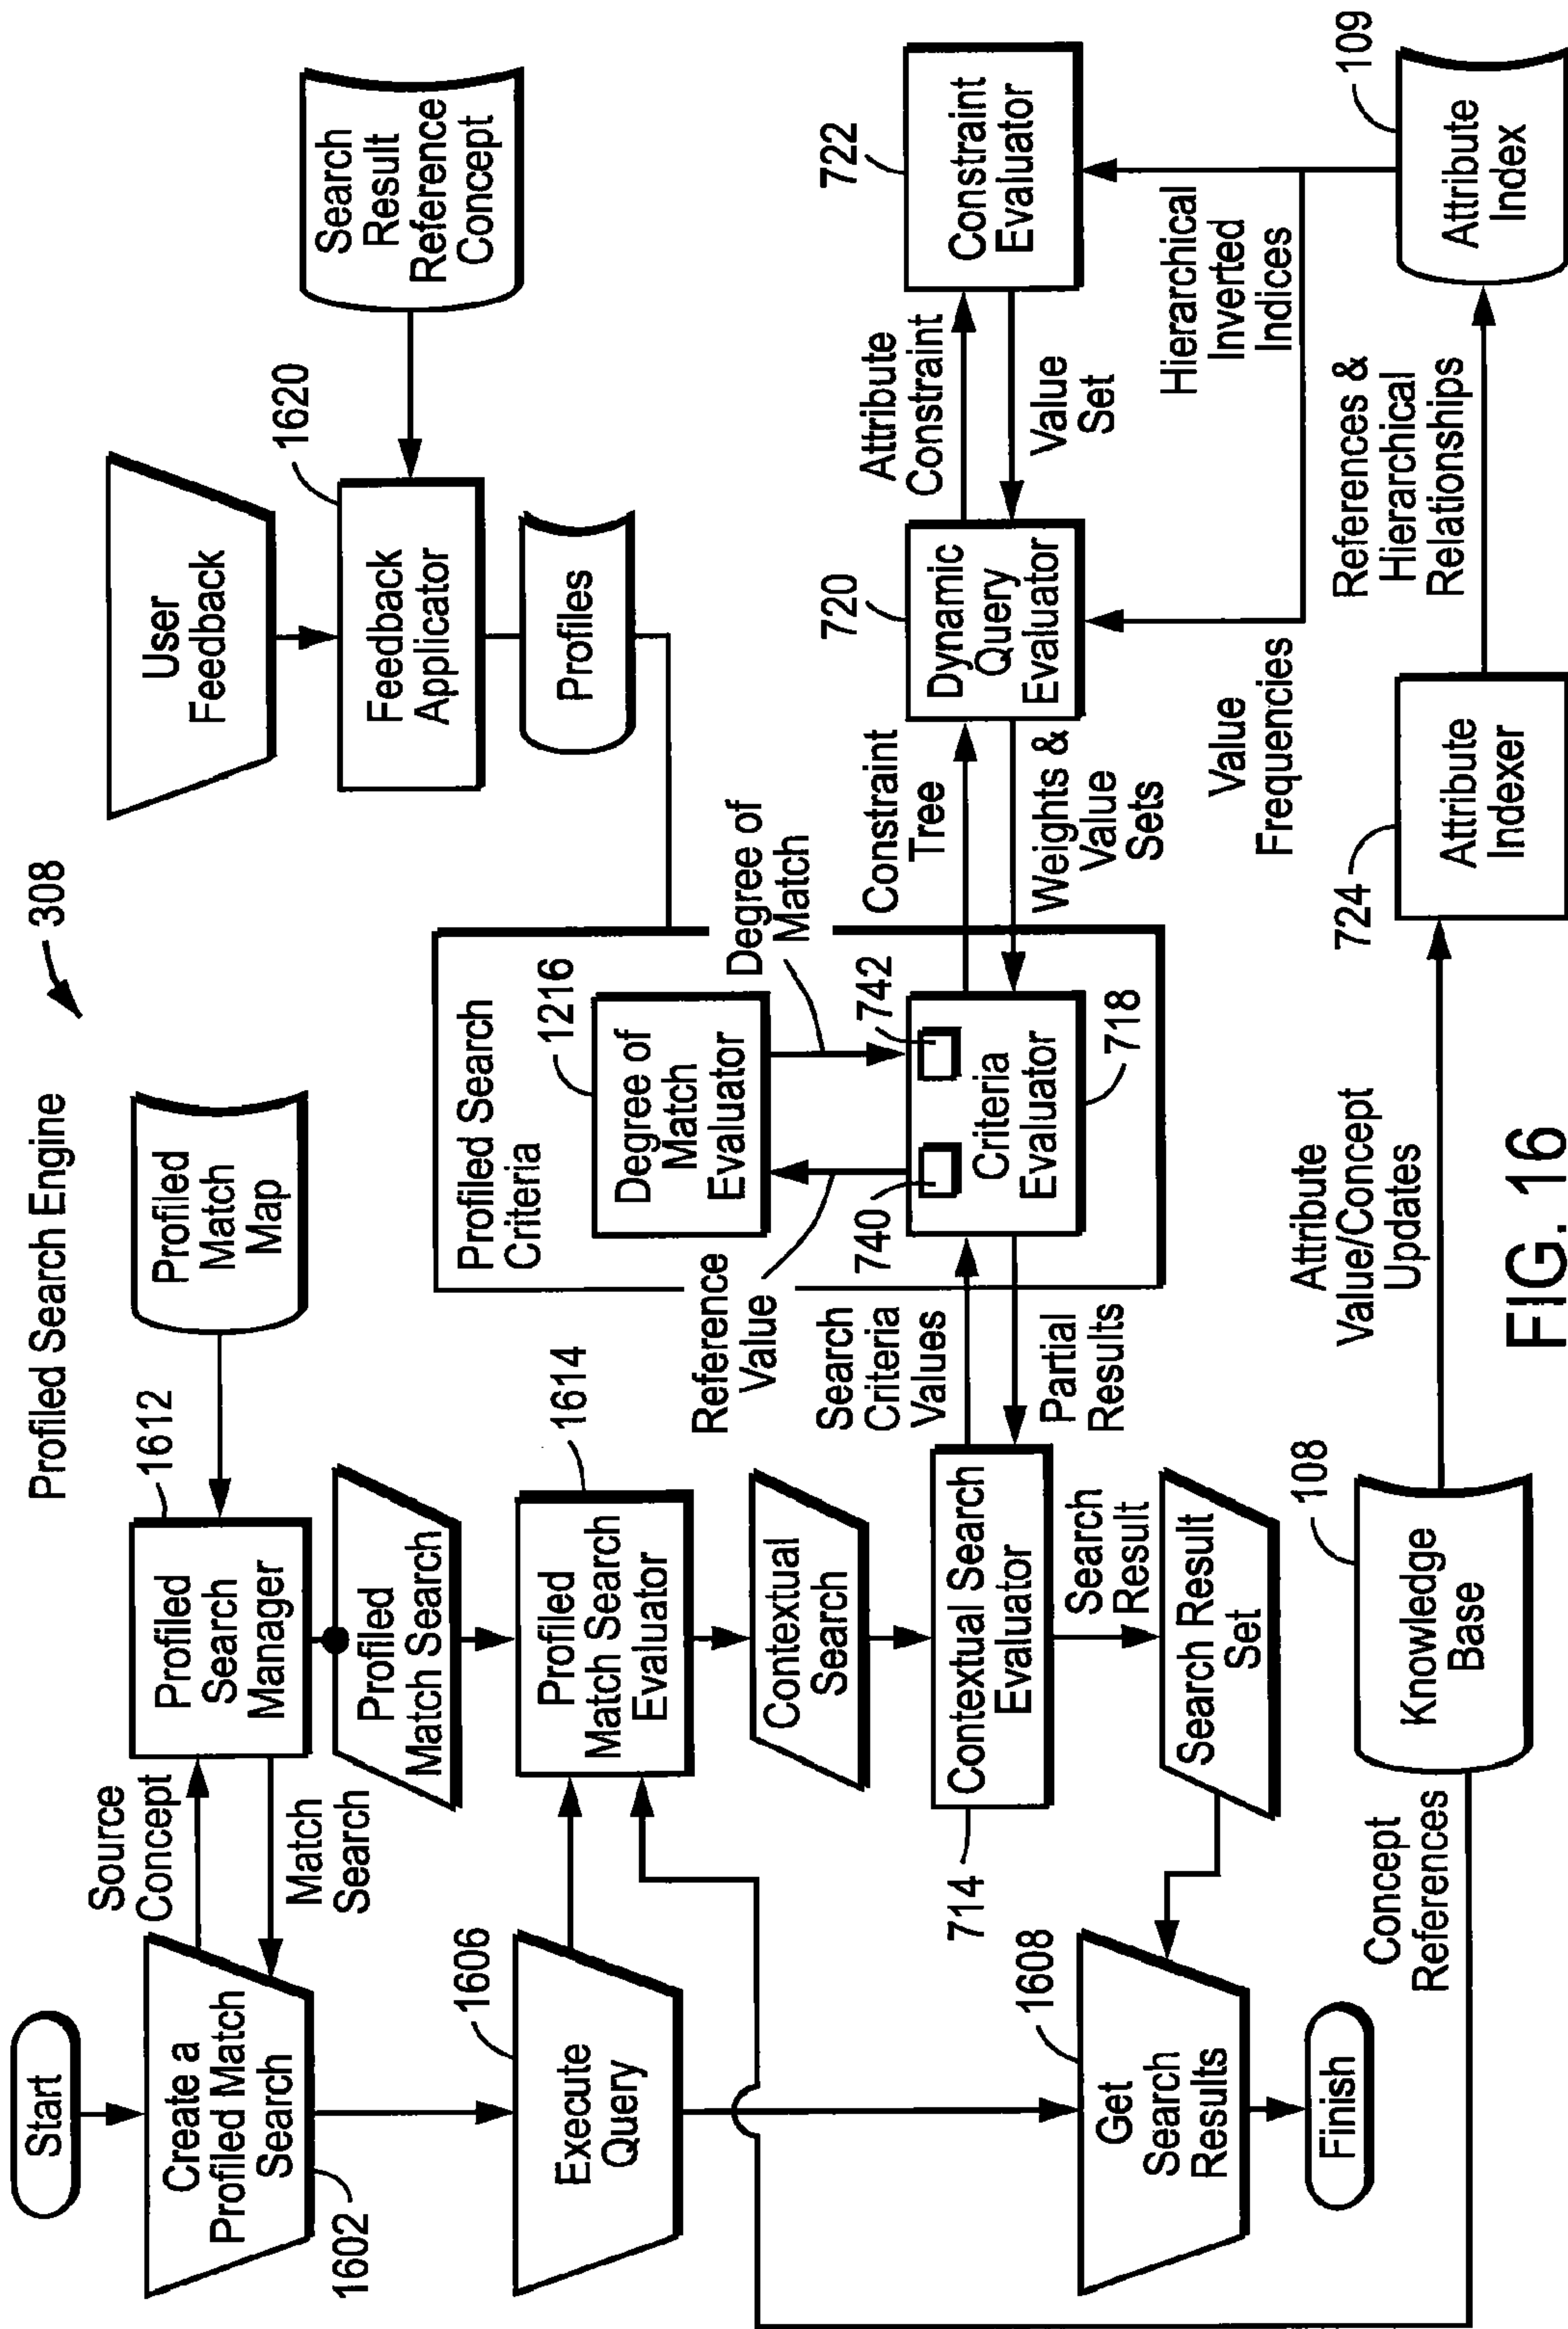 Profiled Search Engine
308
Start
Create a
Profiled Match
Search
1602
Source
Concept
Match
Search
Profiled
Search
Manager
1612
Profiled
Match
Map
Profiled
Match Search
Execute
Query
1606
Profiled
Match Search
Evaluator
1614
Contextual
Search
Contextual Search
Evaluator
714
Search
Result
Search Result
Set
Get
Search
Results
1608
Finish
Concept
References
Knowledge
Base
108
Search
Criteria
Values
Partial
Results
Reference
Value
Profiled Search
Criteria
Degree of
Match
Evaluator
1216
Degree of
Match
740
742
Criteria
Evaluator
718
User
Feedback
Feedback
Applicator
1620
Search
Result
Reference
Concept
Profiles
Constraint
Tree
Weights &
Value
Sets
Dynamic
Query
Evaluator
720
Attribute
Constraint
Value
Set
Constraint
Evaluator
722
Hierarchical
Inverted
Indices
Value
Frequencies
Attribute
Value/Concept
Updates
Attribute
Indexer
724
References &
Hierarchical
Relationships
Attribute
Index
109
FIG. 16